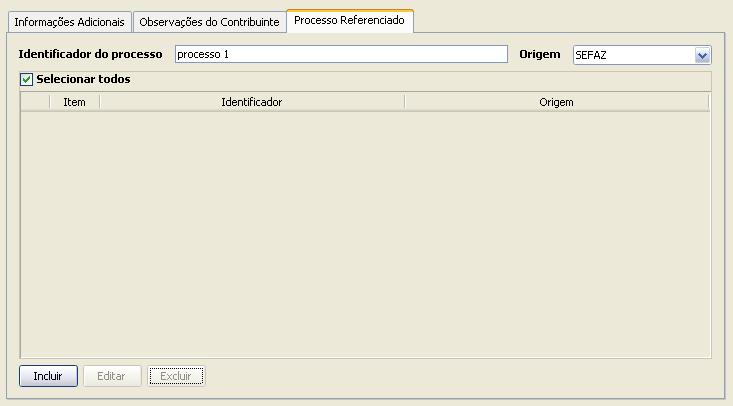 Informações Adicionais Observações do Contribuinte Processo Referenciado
Identificador do processo processo 1 Origem SEFAZ
Selecionar todos
Item Identificador Origem
Incluir Editar Excluir